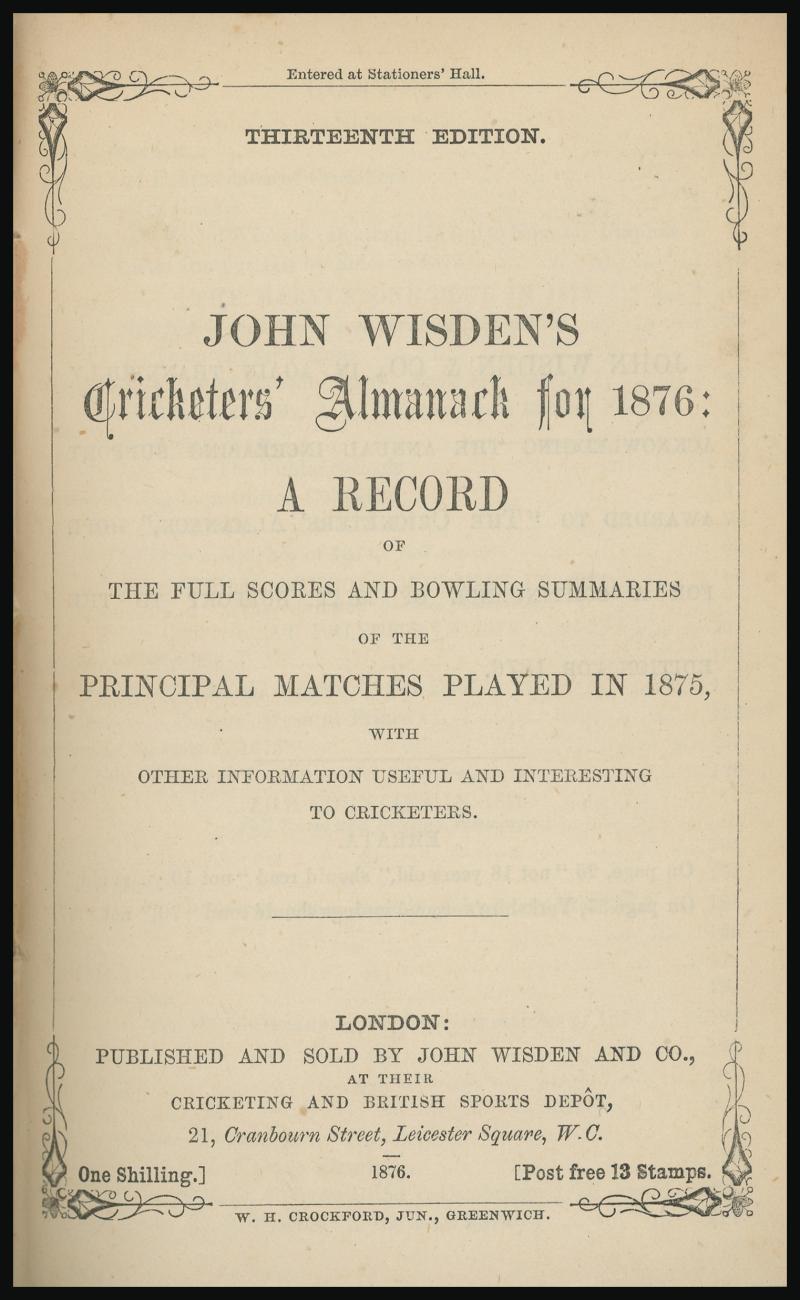 Entered at Stationers' Hall.
THIRTEENTH EDITION.
JOHN WISDEN'S
Cricketers' Almanack for 1876:
A RECORD
OF
THE FULL SCORES AND BOWLING SUMMARIES
OF THE
PRINCIPAL MATCHES PLAYED IN 1875,
WITH
OTHER INFORMATION USEFUL AND INTERESTING
TO CRICKETERS.
LONDON:
PUBLISHED AND SOLD BY JOHN WISDEN AND CO.,
AT THEIR
CRICKETING AND BRITISH SPORTS DEPÔT,
21, Cranbourn Street, Leicester Square, W.C.
One Shilling.] 1876. [Post free 13 Stamps.
W. H. CROCKFORD, JUN., GREENWICH.